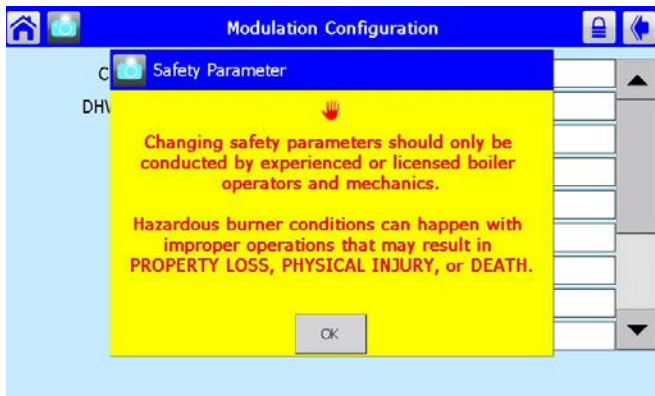 Modulation Configuration
Safety Parameter
C
DHV
Changing safety parameters should only be
conducted by experienced or licensed boiler
operators and mechanics.
Hazardous burner conditions can happen with
improper operations that may result in
PROPERTY LOSS, PHYSICAL INJURY, or DEATH.
OK